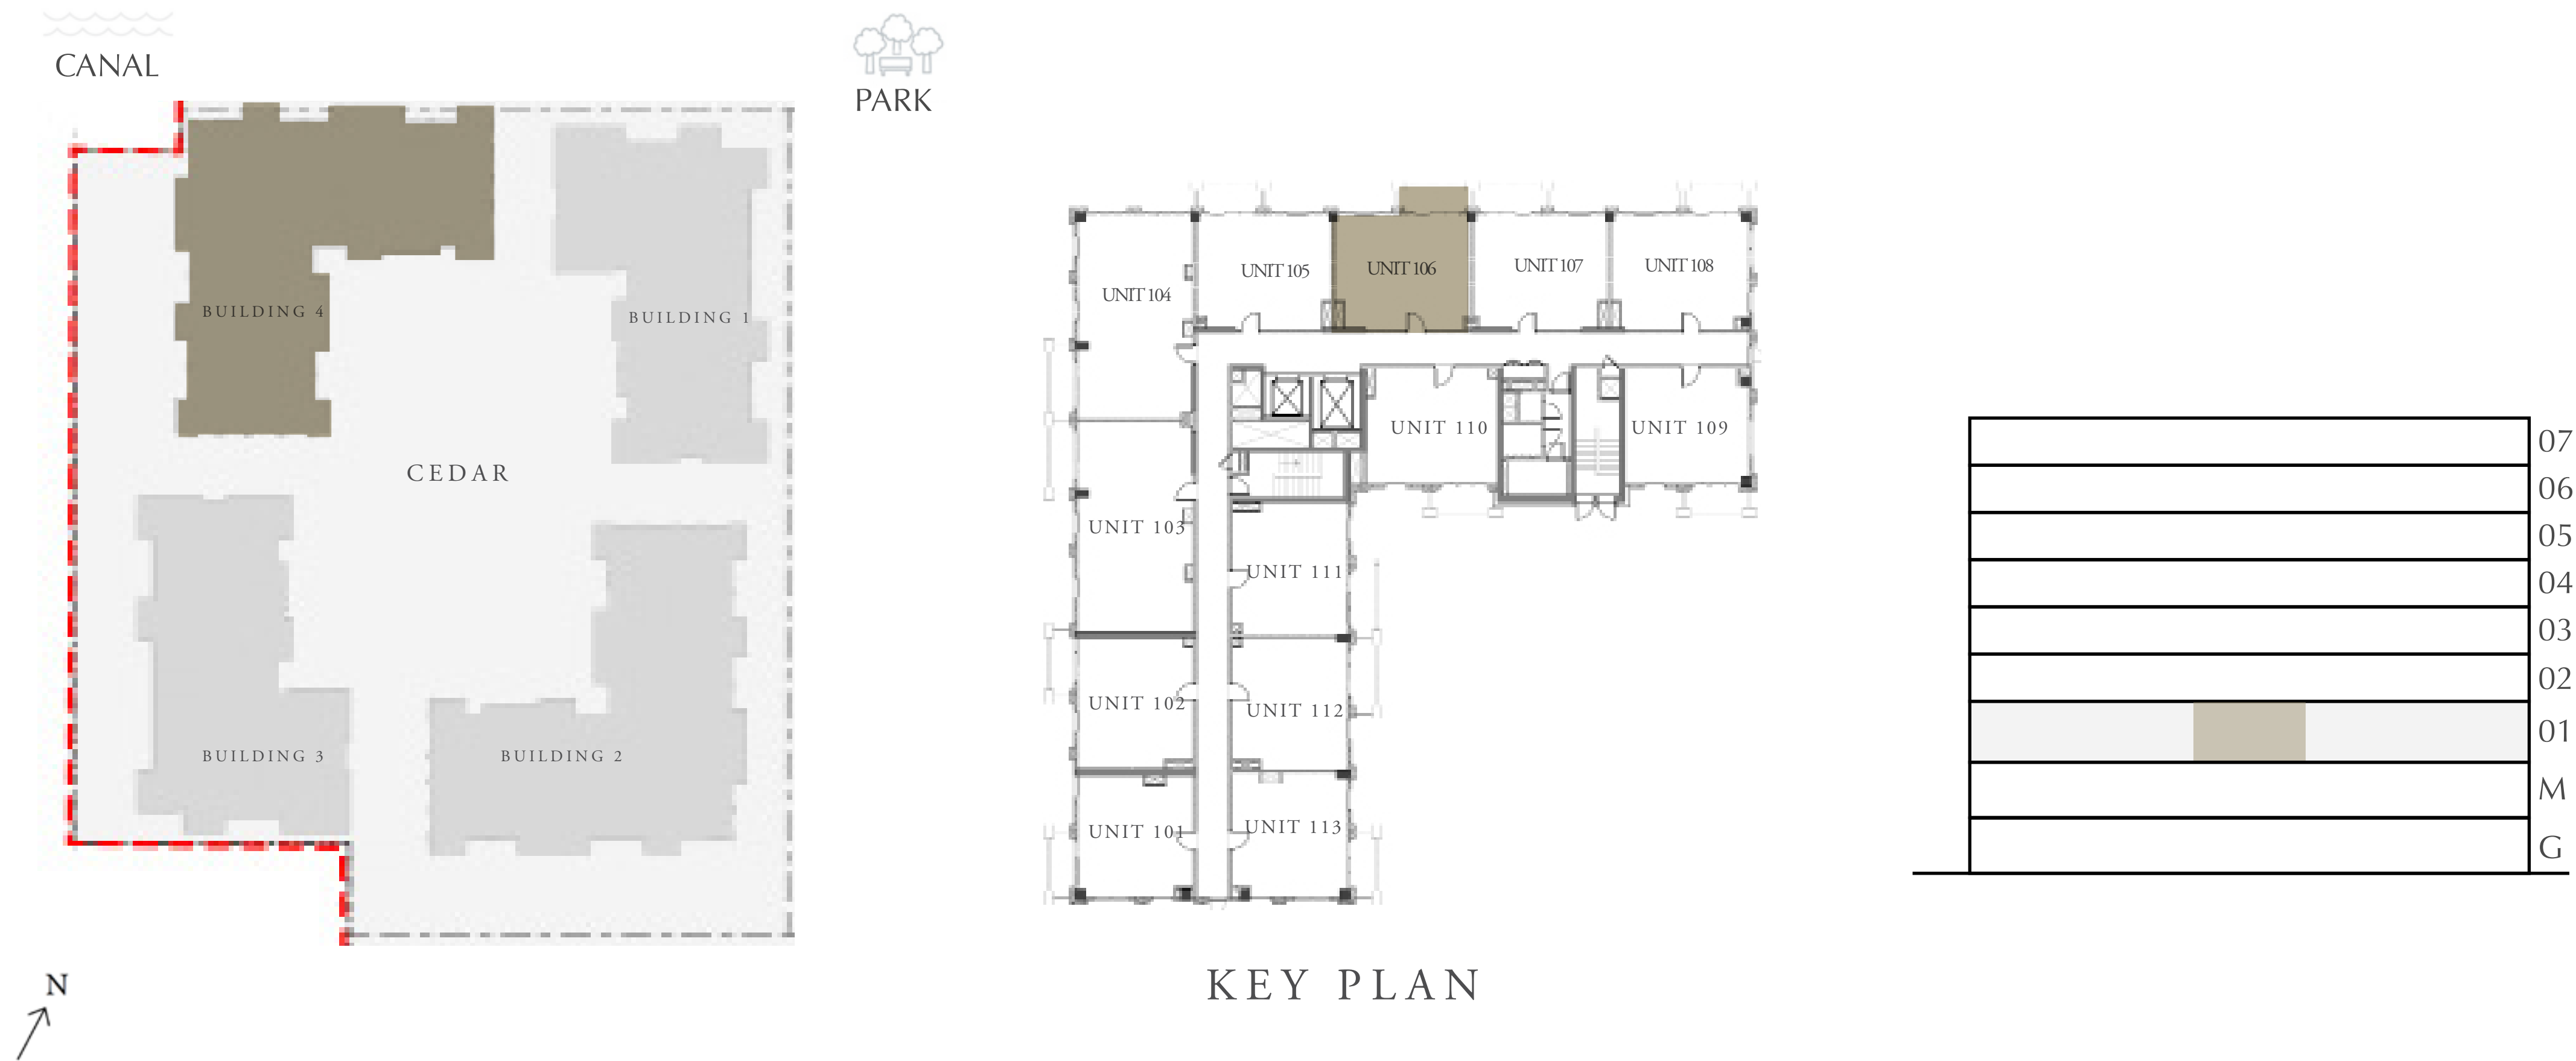 CANAL
PARK
BUILDING 4
BUILDING 1
CEDAR
BUILDING 3
BUILDING 2
N
UNIT 104
UNIT 105
UNIT 106
UNIT 107
UNIT 108
UNIT 110
UNIT 109
UNIT 103
UNIT 111
UNIT 102
UNIT 112
UNIT 101
UNIT 113
KEY PLAN
07
06
05
04
03
02
01
M
G